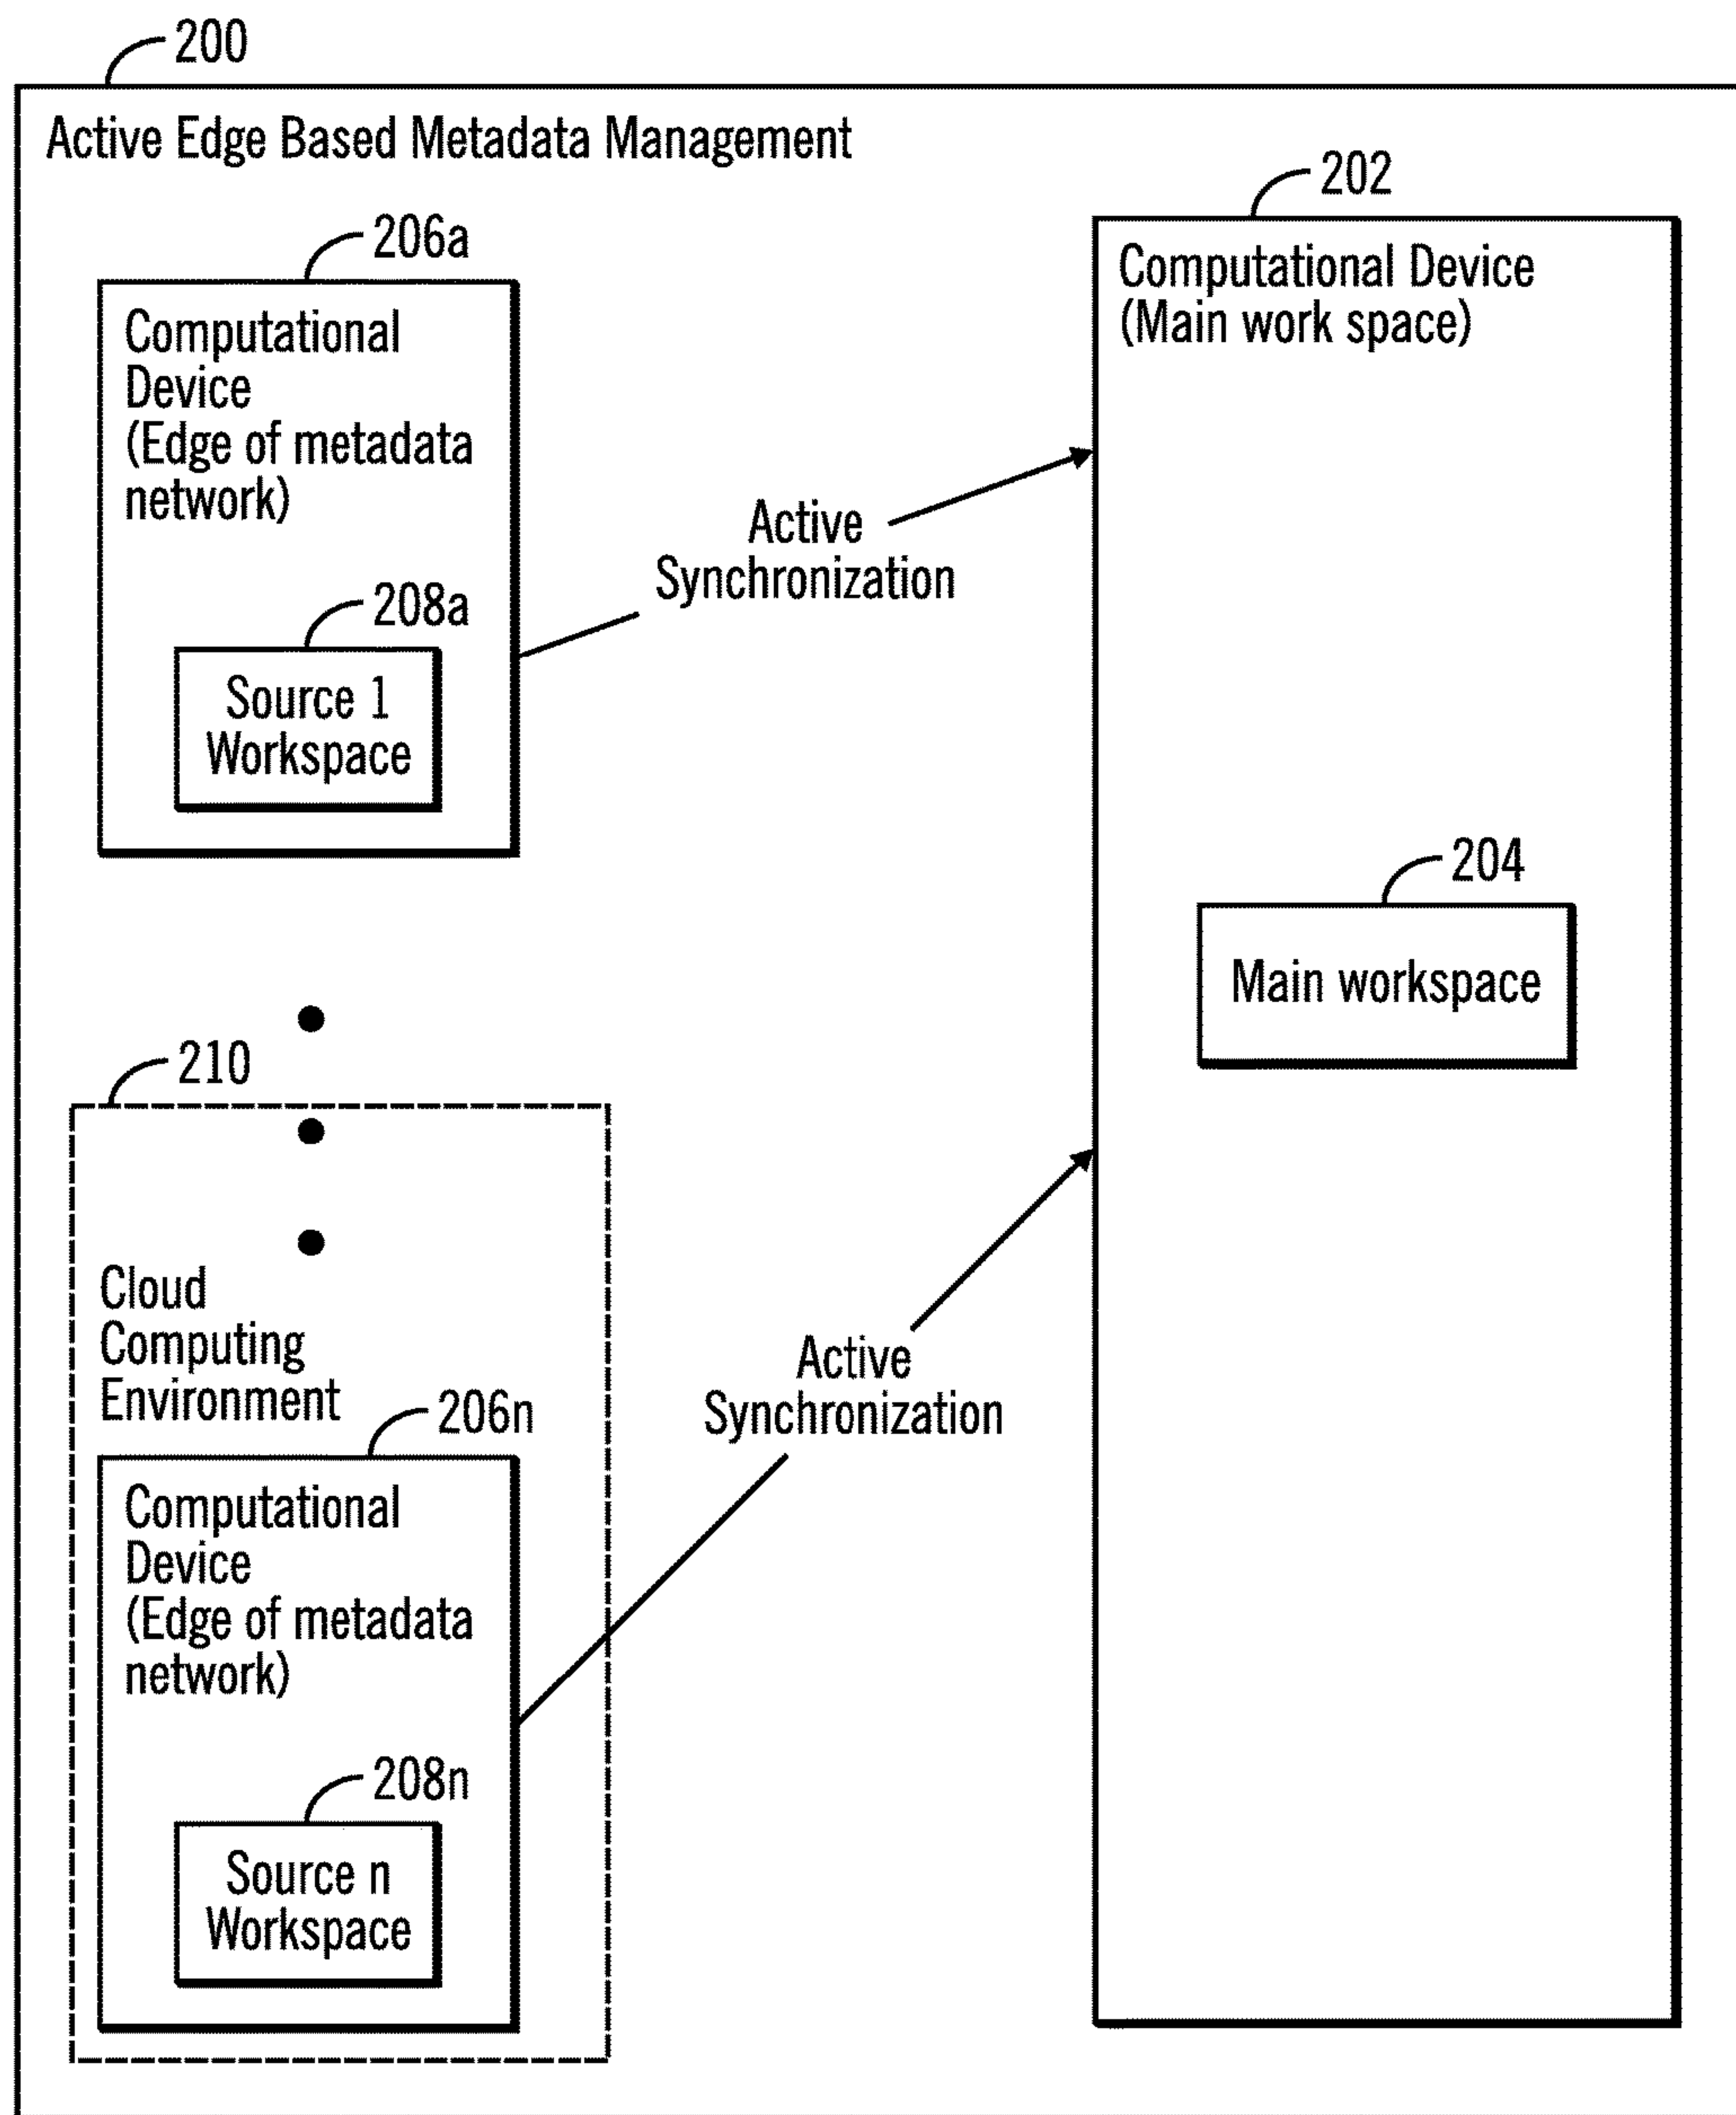 200
Active Edge Based Metadata Management
202
206a
Computational Device
(Main work space)
Computational
Device
(Edge of metadata
network)
Active
Synchronization
208a
Source 1
Workspace
204
Main workspace
210
Cloud
Computing
Environment
206n
Active
Synchronization
Computational
Device
(Edge of metadata
network)
208n
Source n
Workspace